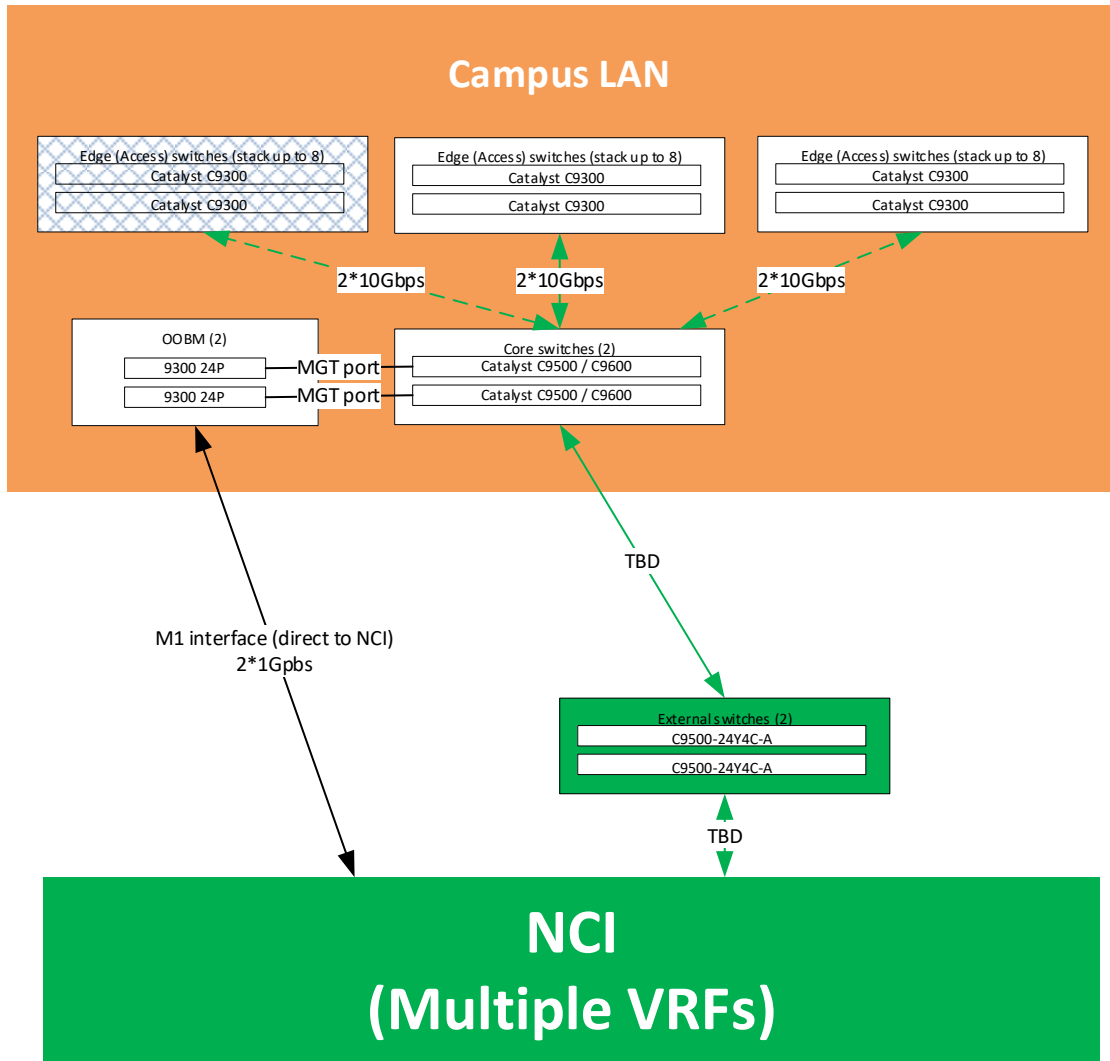 Campus LAN
Edge (Access) switches (stack up to 8)
Catalyst C9300
Catalyst C9300
Edge (Access) switches (stack up to 8)
Catalyst C9300
Catalyst C9300
Edge (Access) switches (stack up to 8)
Catalyst C9300
Catalyst C9300
2*10Gbps
2*10Gbps
2*10Gbps
OOBM (2)
9300 24P
9300 24P
MGT port
MGT port
Core switches (2)
Catalyst C9500 / C9600
Catalyst C9500 / C9600
TBD
M1 interface (direct to NCI)
2*1Gpbs
External switches (2)
C9500-24Y4C-A
C9500-24Y4C-A
TBD
NCI
(Multiple VRFs)